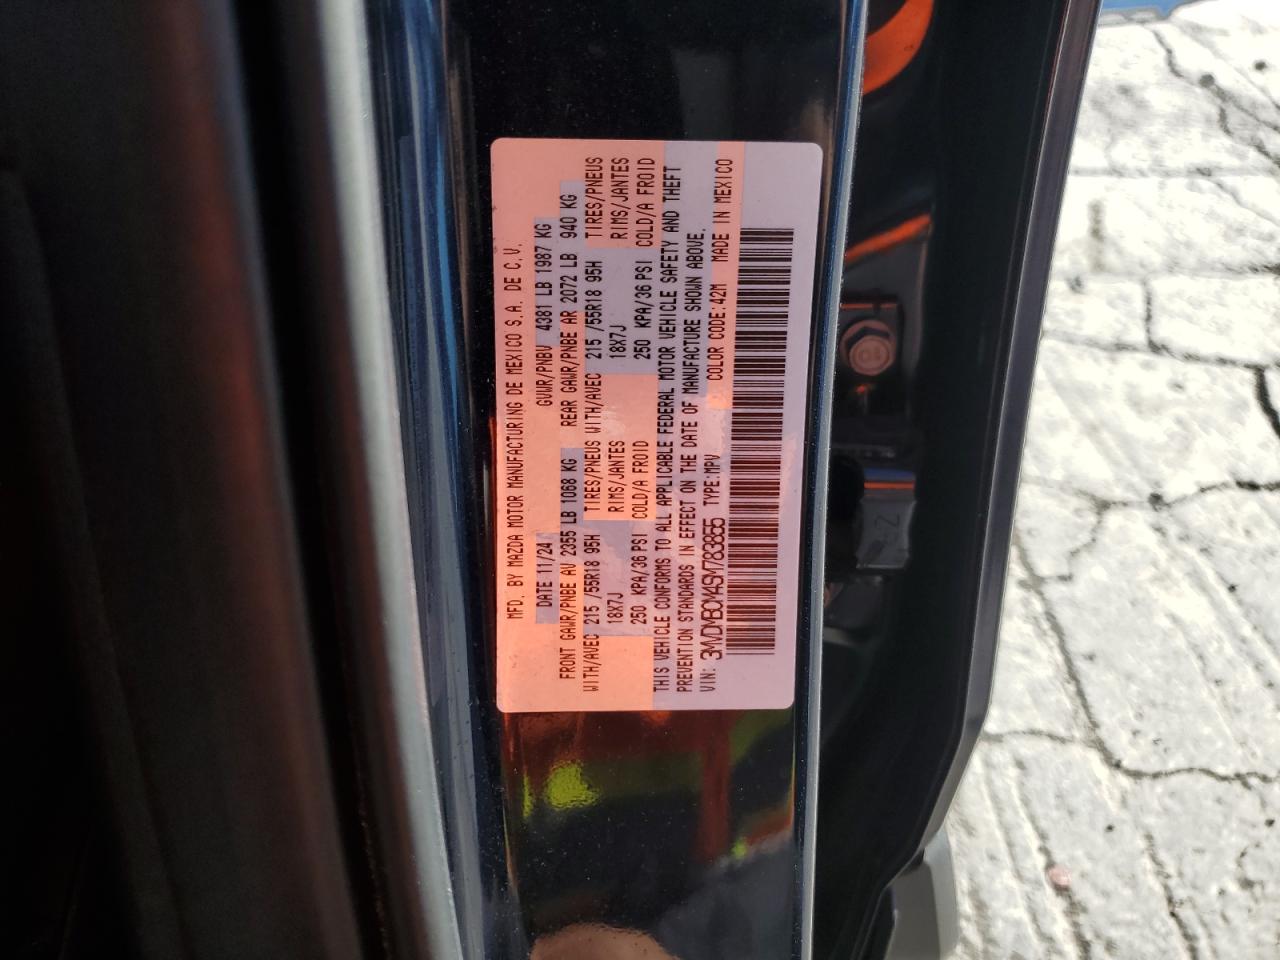 MFD. BY MAZDA MOTOR MANUFACTURING DE MEXICO S.A. DE C.V.
DATE 11/24 GVWR/PNBV 4381 LB 1987 KG
FRONT GAWR/PNBE AV 2355 LB 1068 KG REAR GAWR/PNBE AR 2072 LB 940 KG
WITH/AVEC 215 /55R18 95H TIRES/PNEUS WITH/AVEC 215 /55R18 95H TIRES/PNEUS
18X7J RIMS/JANTES 18X7J RIMS/JANTES
250 KPA/36 PSI COLD/A FROID 250 KPA/36 PSI COLD/A FROID
THIS VEHICLE CONFORMS TO ALL APPLICABLE FEDERAL MOTOR VEHICLE SAFETY AND THEFT
PREVENTION STANDARDS IN EFFECT ON THE DATE OF MANUFACTURE SHOWN ABOVE.
VIN: 3MVDMBCM4SM783855 TYPE:MPV COLOR CODE:42M MADE IN MEXICO